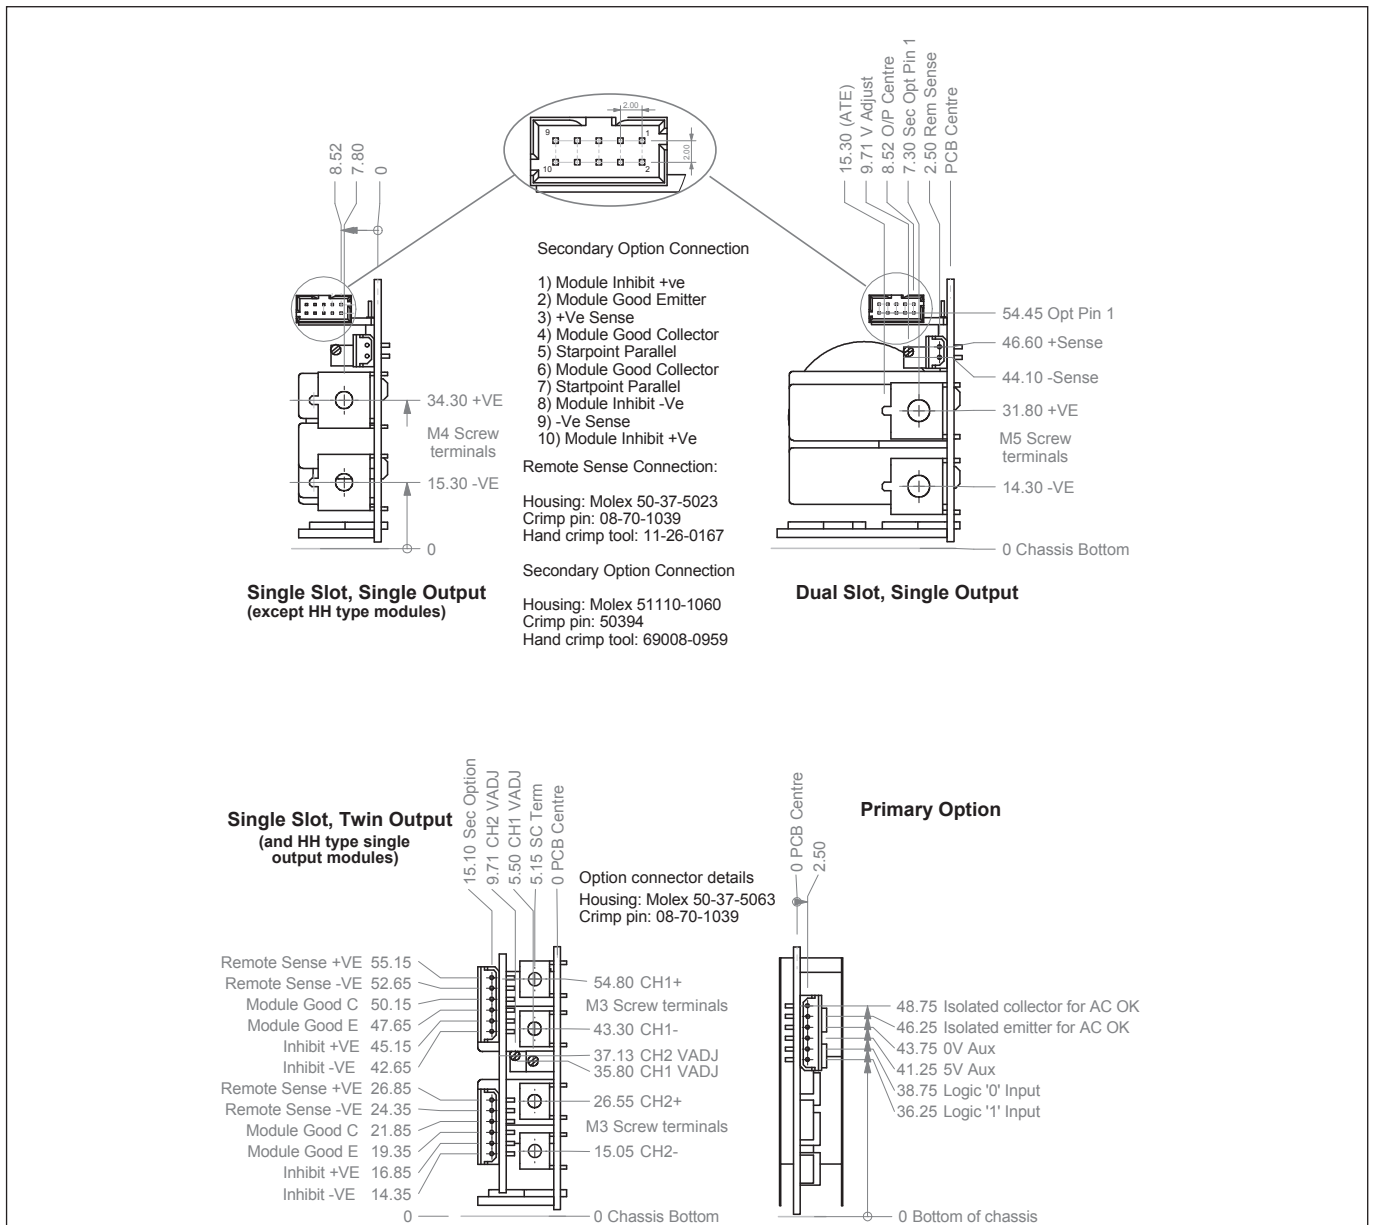 8.52
7.80
0
9
1
10
2
2.00
2.00
15.30 (ATE)
9.71 V Adjust
8.52 O/P Centre
7.30 Sec Opt Pin 1
2.50 Rem Sense
PCB Centre
Secondary Option Connection
1) Module Inhibit +ve
2) Module Good Emitter
3) +Ve Sense
4) Module Good Collector
5) Starpoint Parallel
6) Module Good Collector
7) Startpoint Parallel
8) Module Inhibit -Ve
9) -Ve Sense
10) Module Inhibit +Ve
Remote Sense Connection:
Housing: Molex 50-37-5023
Crimp pin: 08-70-1039
Hand crimp tool: 11-26-0167
Secondary Option Connection
Housing: Molex 51110-1060
Crimp pin: 50394
Hand crimp tool: 69008-0959
34.30 +VE
M4 Screw
terminals
15.30 -VE
0
Single Slot, Single Output
(except HH type modules)
54.45 Opt Pin 1
46.60 +Sense
44.10 -Sense
31.80 +VE
M5 Screw
terminals
14.30 -VE
0 Chassis Bottom
Dual Slot, Single Output
Single Slot, Twin Output
(and HH type single
output modules)
15.10 Sec Option
9.71 CH2 VADJ
5.50 CH1 VADJ
5.15 SC Term
0 PCB Centre
Option connector details
Housing: Molex 50-37-5063
Crimp pin: 08-70-1039
Remote Sense +VE 55.15
Remote Sense -VE 52.65
Module Good C 50.15
Module Good E 47.65
Inhibit +VE 45.15
Inhibit -VE 42.65
Remote Sense +VE 26.85
Remote Sense -VE 24.35
Module Good C 21.85
Module Good E 19.35
Inhibit +VE 16.85
Inhibit -VE 14.35
0
54.80 CH1+
M3 Screw terminals
43.30 CH1-
37.13 CH2 VADJ
35.80 CH1 VADJ
26.55 CH2+
M3 Screw terminals
15.05 CH2-
0 Chassis Bottom
Primary Option
0 PCB Centre
2.50
48.75 Isolated collector for AC OK
46.25 Isolated emitter for AC OK
43.75 0V Aux
41.25 5V Aux
38.75 Logic '0' Input
36.25 Logic '1' Input
0 Bottom of chassis